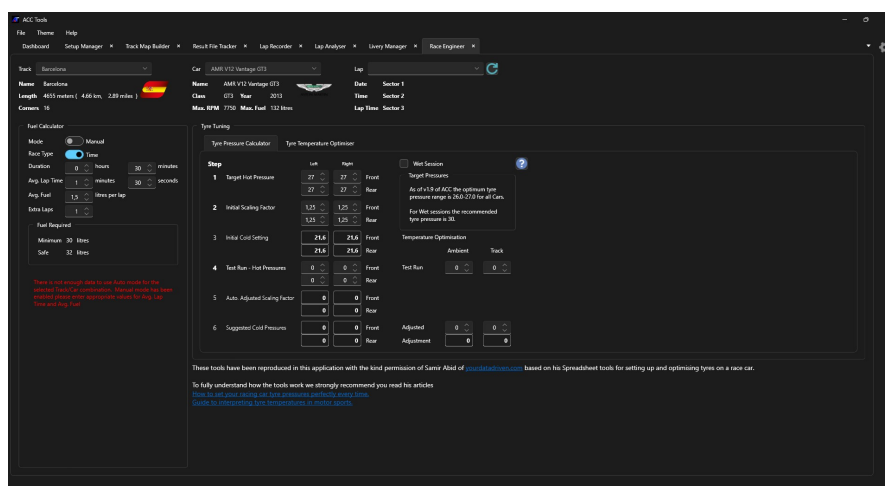 ACC Tools
File Theme Help
Dashboard Setup Manager × Track Map Builder × Result File Tracker × Lap Recorder × Lap Analyser × Livery Manager × Race Engineer ×
Track Barcelona
Name Barcelona
Length 4655 meters ( 4.66 km, 2.89 miles )
Corners 16
Car AMR V12 Vantage GT3
Name AMR V12 Vantage GT3
Class GT3 Year 2013
Max. RPM 7750 Max. Fuel 132 litres
Lap
Date Sector 1
Time Sector 2
Lap Time Sector 3
Fuel Calculator
Mode Manual
Race Type Time
Duration 0 hours 30 minutes
Avg. Lap Time 1 minutes 30 seconds
Avg. Fuel 1,5 litres per lap
Extra Laps 1
Fuel Required
Minimum 30 litres
Safe 32 litres
There is not enough data to use Auto mode for the
selected Track/Car combination. Manual mode has been
enabled please enter appropriate values for Avg. Lap
Time and Avg. Fuel
Tyre Tuning
Tyre Pressure Calculator Tyre Temperature Optimiser
Step Left Right
1 Target Hot Pressure 27 27 Front
27 27 Rear
2 Initial Scaling Factor 1,25 1,25 Front
1,25 1,25 Rear
3 Initial Cold Setting 21,6 21,6 Front
21,6 21,6 Rear
4 Test Run - Hot Pressures 0 0 Front
0 0 Rear
5 Auto. Adjusted Scaling Factor 0 0 Front
0 0 Rear
6 Suggested Cold Pressures 0 0 Front
0 0 Rear
Wet Session ?
Target Pressures
As of v1.9 of ACC the optimum tyre
pressure range is 26.0-27.0 for all Cars.
For Wet sessions the recommended
tyre pressure is 30.
Temperature Optimisation
Ambient Track
Test Run 0 0
Adjusted 0 0
Adjustment 0 0
These tools have been reproduced in this application with the kind permission of Samir Abid of yourdatadriven.com based on his Spreadsheet tools for setting up and optimising tyres on a race car.
To fully understand how the tools work we strongly recommend you read his articles
How to set your racing car tyre pressures perfectly every time.
Guide to interpreting tyre temperatures in motor sports.